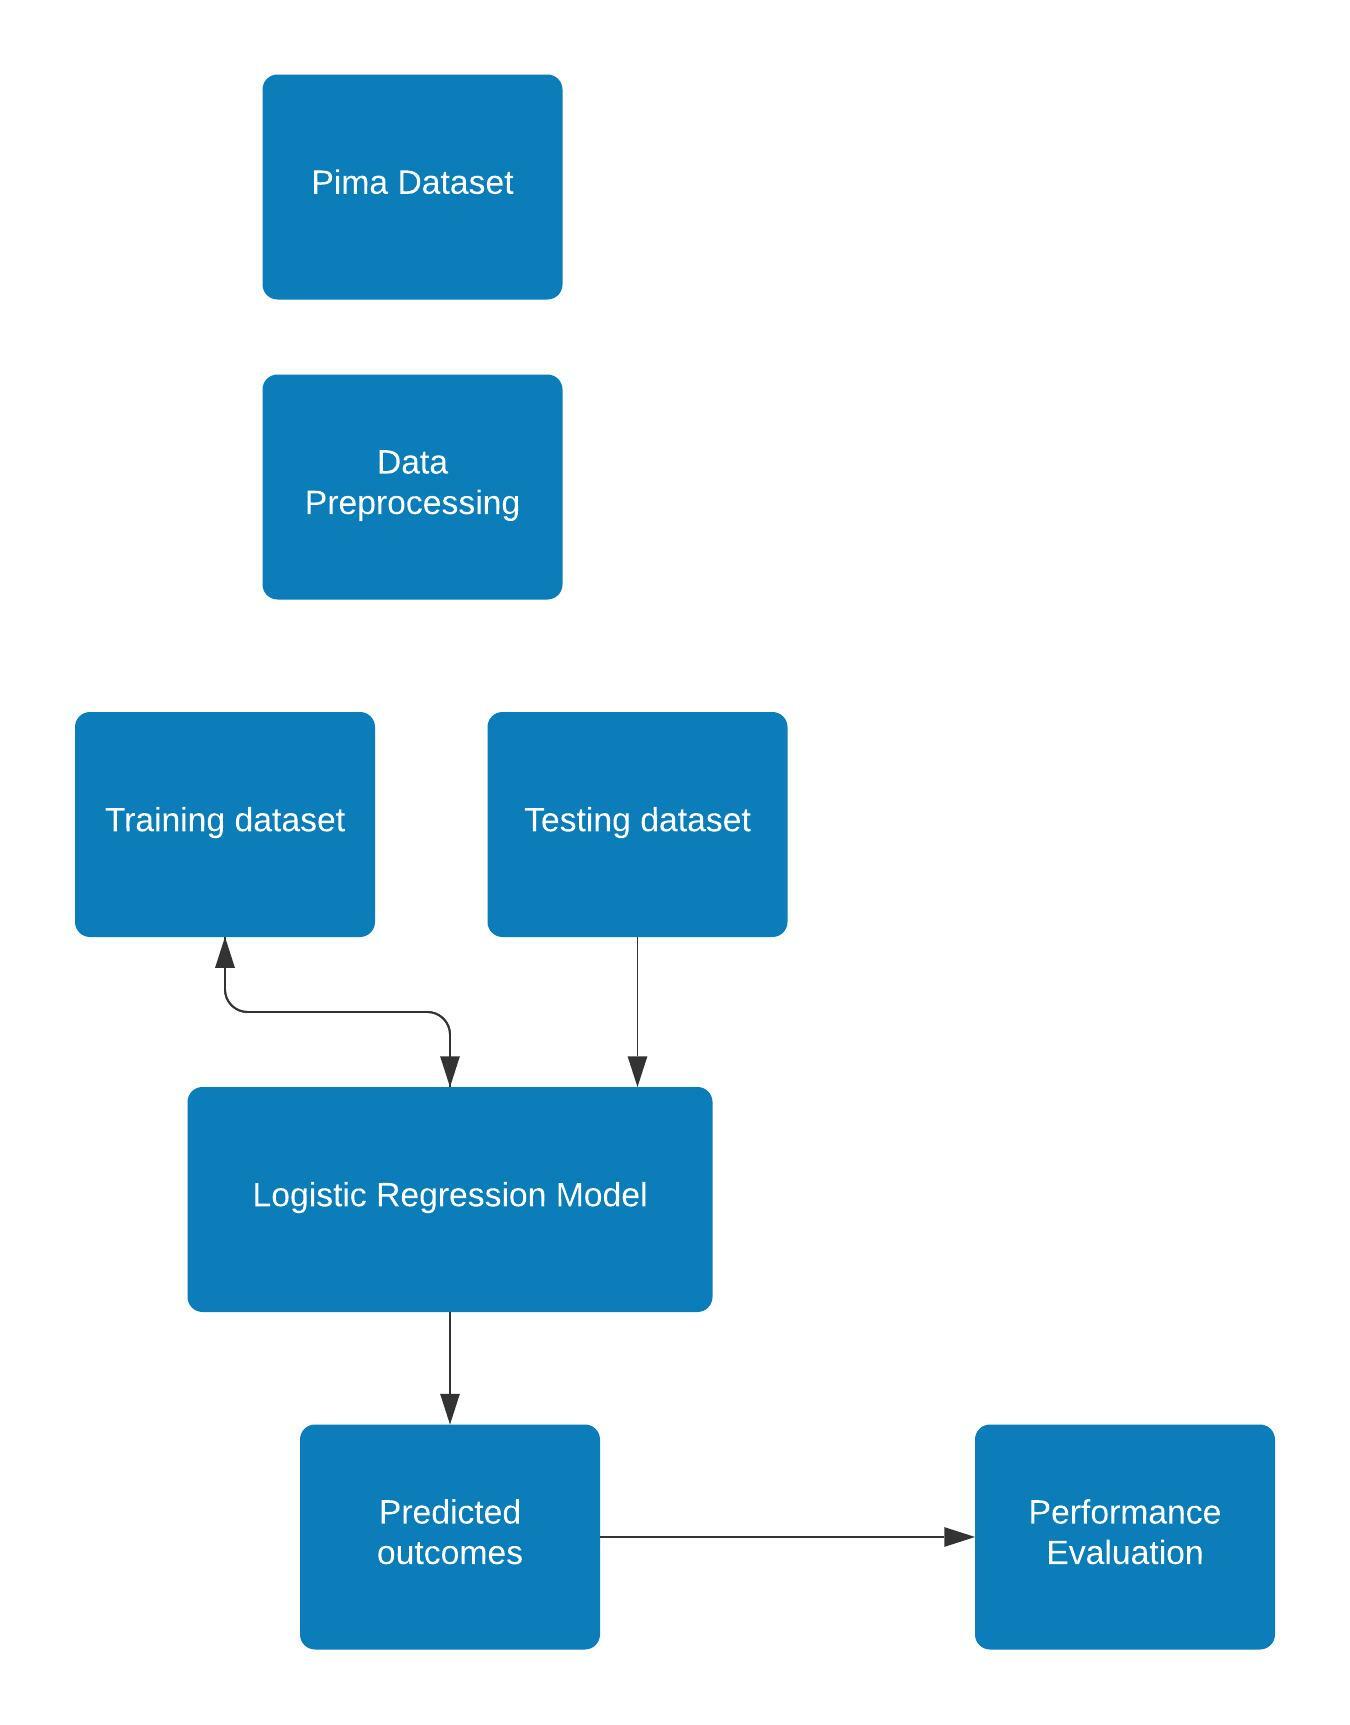 Pima Dataset
Data
Preprocessing
Training dataset
Testing dataset
Logistic Regression Model
Predicted
outcomes
Performance
Evaluation